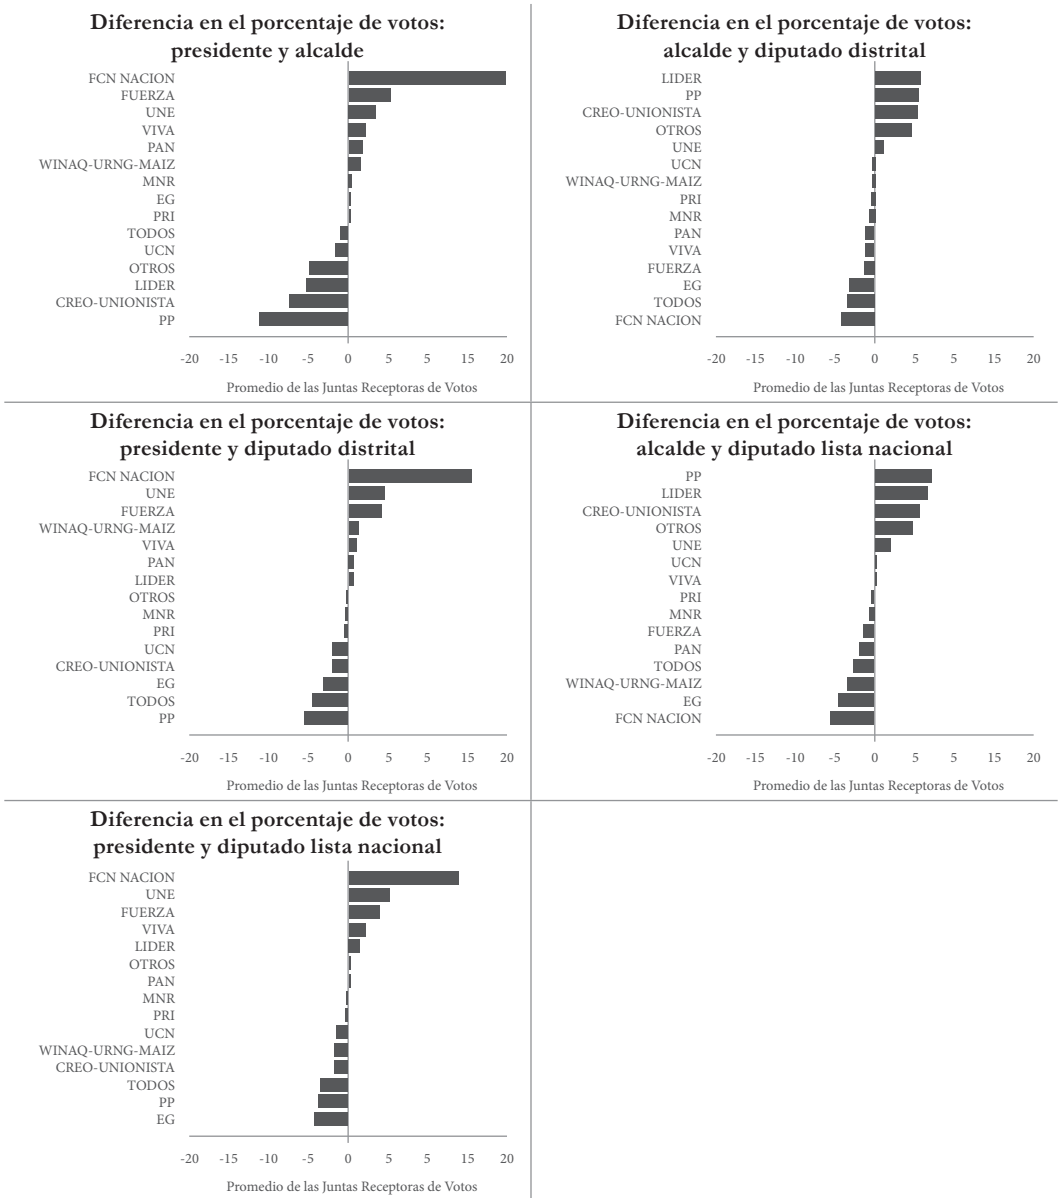 Diferencia en el porcentaje de votos:
presidente y alcalde
FCN NACION
FUERZA
UNE
VIVA
PAN
WINAQ-URNG-MAIZ
MNR
EG
PRI
TODOS
UCN
OTROS
LIDER
CREO-UNIONISTA
PP
-20 -15 -10 -5 0 5 5 15 20
Promedio de las Juntas Receptoras de Votos
Diferencia en el porcentaje de votos:
alcalde y diputado distrital
LIDER
PP
CREO-UNIONISTA
OTROS
UNE
UCN
WINAQ-URNG-MAIZ
PRI
MNR
PAN
VIVA
FUERZA
EG
TODOS
FCN NACION
-20 -15 -10 -5 0 5 5 15 20
Promedio de las Juntas Receptoras de Votos
Diferencia en el porcentaje de votos:
presidente y diputado distrital
FCN NACION
UNE
FUERZA
WINAQ-URNG-MAIZ
VIVA
PAN
LIDER
OTROS
MNR
PRI
UCN
CREO-UNIONISTA
EG
TODOS
PP
-20 -15 -10 -5 0 5 5 15 20
Promedio de las Juntas Receptoras de Votos
Diferencia en el porcentaje de votos:
alcalde y diputado lista nacional
PP
LIDER
CREO-UNIONISTA
OTROS
UNE
UCN
VIVA
PRI
MNR
FUERZA
PAN
TODOS
WINAQ-URNG-MAIZ
EG
FCN NACION
-20 -15 -10 -5 0 5 5 15 20
Promedio de las Juntas Receptoras de Votos
Diferencia en el porcentaje de votos:
presidente y diputado lista nacional
FCN NACION
UNE
FUERZA
VIVA
LIDER
OTROS
PAN
MNR
PRI
UCN
WINAQ-URNG-MAIZ
CREO-UNIONISTA
TODOS
PP
EG
-20 -15 -10 -5 0 5 5 15 20
Promedio de las Juntas Receptoras de Votos